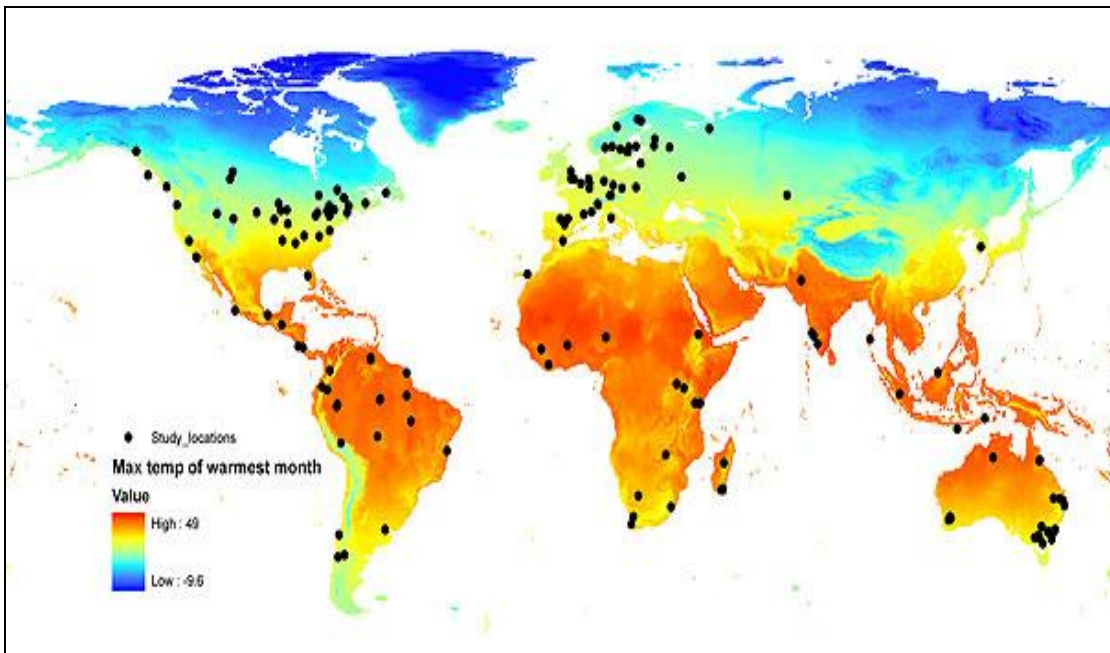 Study_locations
Max temp of warmest month
Value
High : 49
Low : -9.6